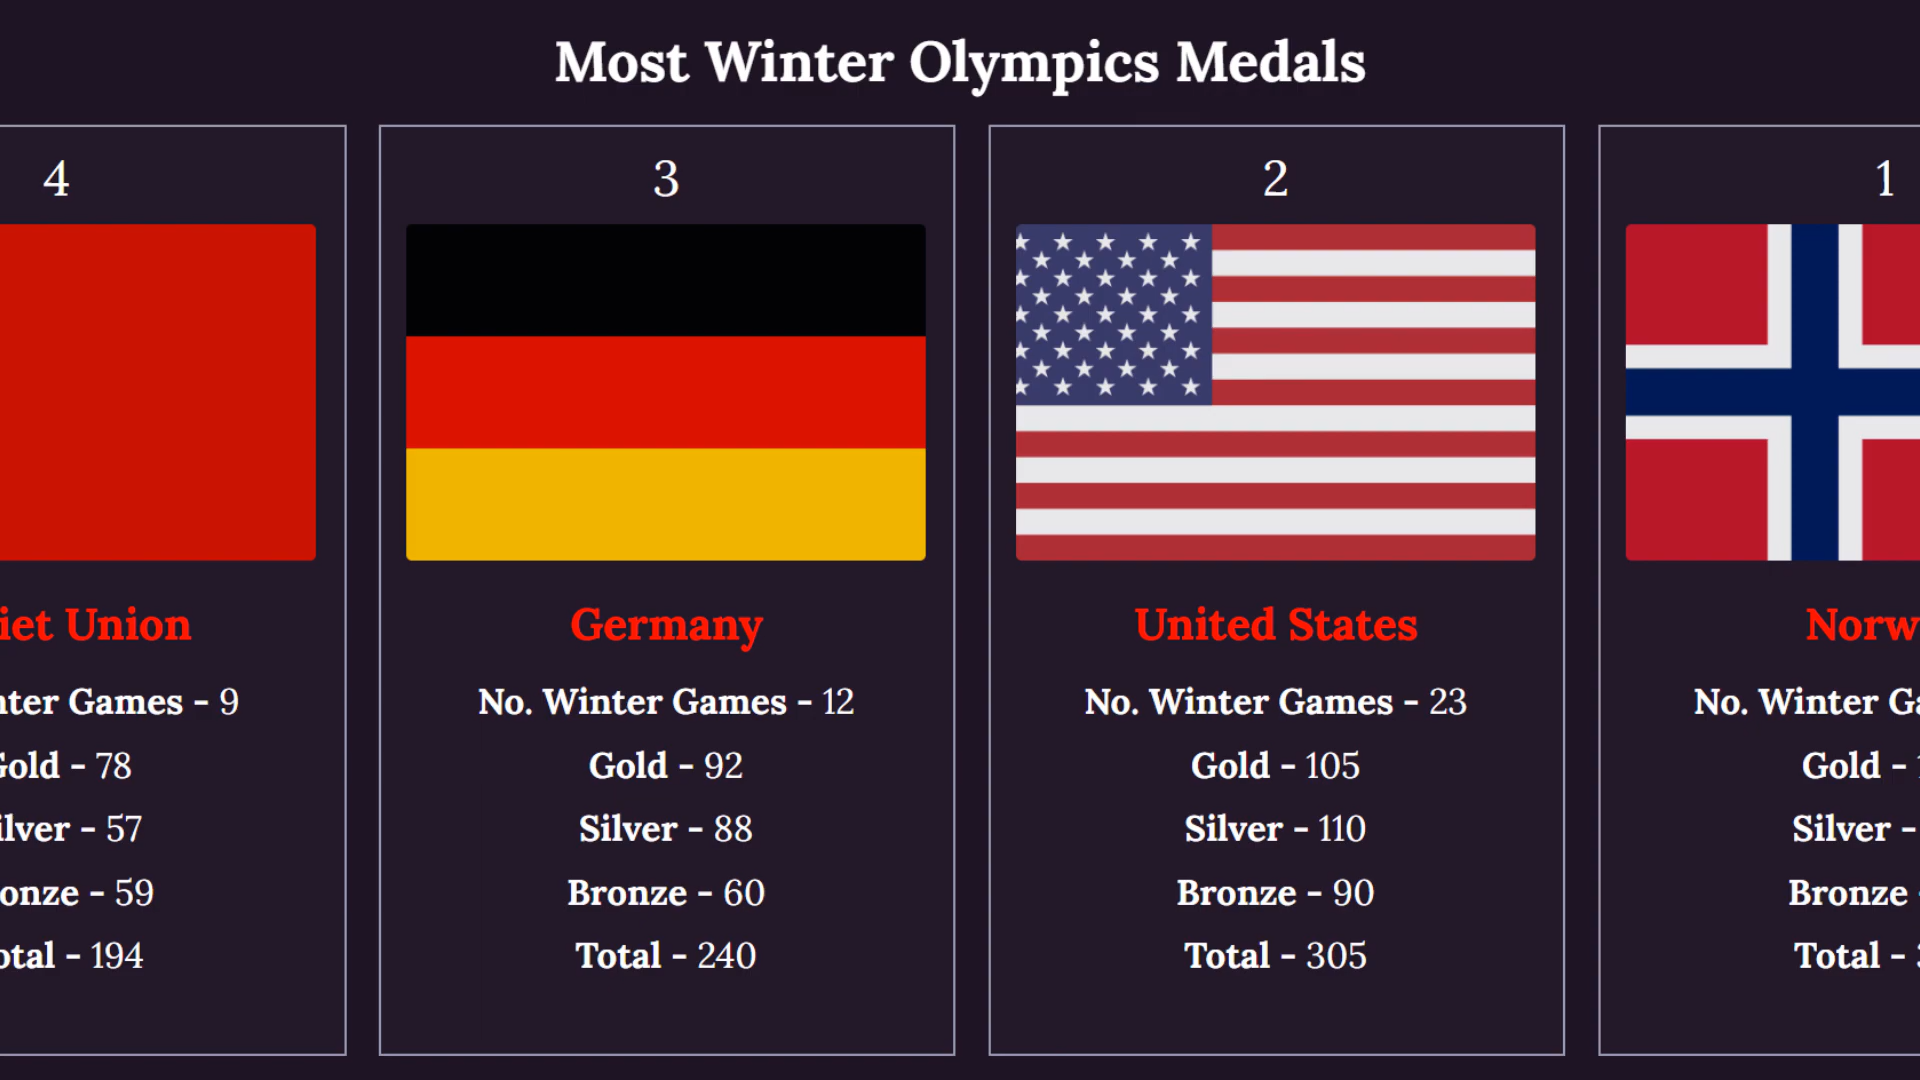 Most Winter Olympics Medals
4
iet Union
nter Games - 9
Gold - 78
ilver - 57
onze - 59
otal - 194
3
Germany
No. Winter Games - 12
Gold - 92
Silver - 88
Bronze - 60
Total - 240
2
United States
No. Winter Games - 23
Gold - 105
Silver - 110
Bronze - 90
Total - 305
1
Norw
No. Winter Ga
Gold - 1
Silver -
Bronze -
Total - 3